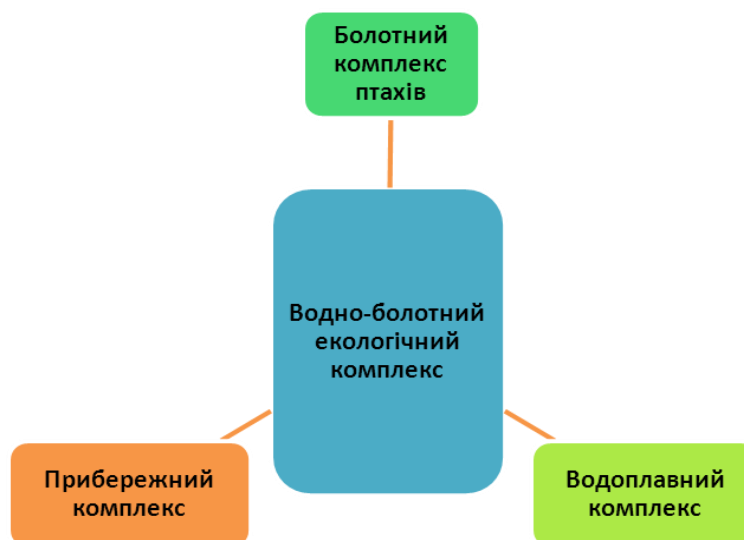 Болотний
комплекс
птахів
Водно-болотний
екологічний
комплекс
Прибережний
комплекс
Водоплавний
комплекс